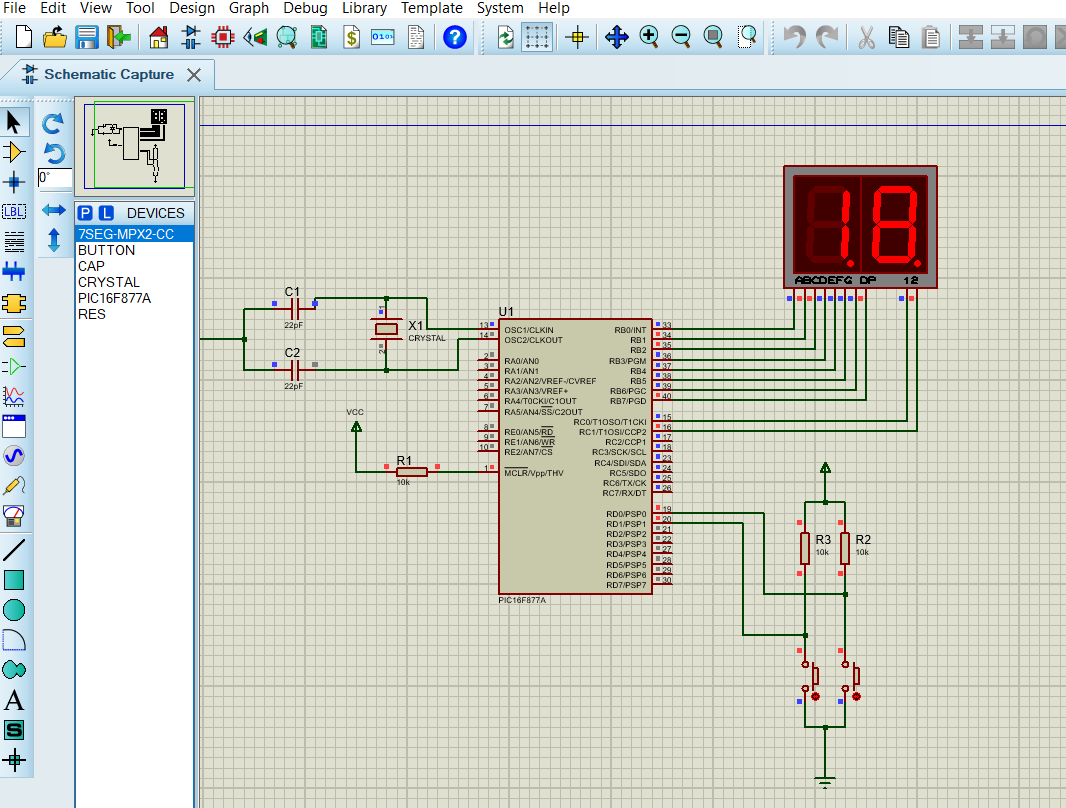 File Edit View Tool Design Graph Debug Library Template System Help
Schematic Capture
0°
LBL
P L DEVICES
7SEG-MPX2-CC
BUTTON
CAP
CRYSTAL
PIC16F877A
RES
A
S
18
ABCDEFG DP 12
C1
22pF
C2
22pF
X1
CRYSTAL
1
2
VCC
R1
10k
U1
13 OSC1/CLKIN
14 OSC2/CLKOUT
2 RA0/AN0
3 RA1/AN1
4 RA2/AN2/VREF-/CVREF
5 RA3/AN3/VREF+
6 RA4/T0CKI/C1OUT
7 RA5/AN4/SS/C2OUT
8 RE0/AN5/RD
9 RE1/AN6/WR
10 RE2/AN7/CS
1 MCLR/Vpp/THV
RB0/INT 33
RB1 34
RB2 35
RB3/PGM 36
RB4 37
RB5 38
RB6/PGC 39
RB7/PGD 40
RC0/T1OSO/T1CKI 15
RC1/T1OSI/CCP2 16
RC2/CCP1 17
RC3/SCK/SCL 18
RC4/SDI/SDA 23
RC5/SDO 24
RC6/TX/CK 25
RC7/RX/DT 26
RD0/PSP0 19
RD1/PSP1 20
RD2/PSP2 21
RD3/PSP3 22
RD4/PSP4 27
RD5/PSP5 28
RD6/PSP6 29
RD7/PSP7 30
PIC16F877A
R3
10k
R2
10k